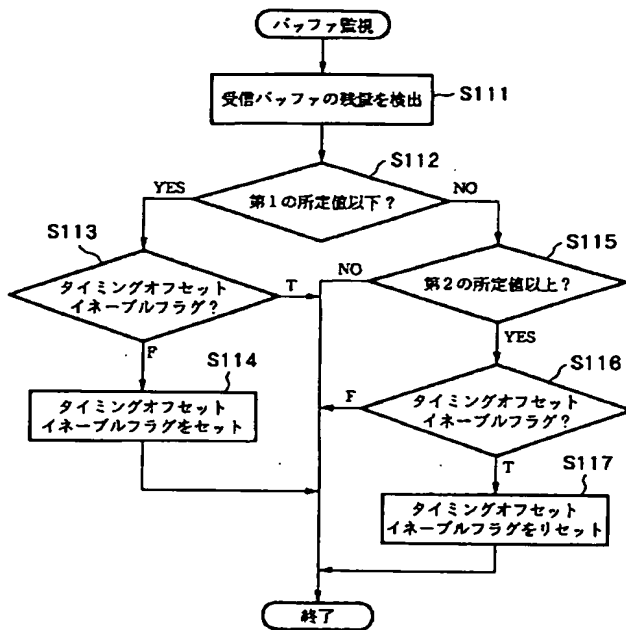 バッファ監視
受信バッファの残量を検出
S111
S112
YES
第1の所定値以下?
NO
S113
タイミングオフセット
イネーブルフラグ?
T
F
S115
NO
第2の所定値以上?
YES
S114
タイミングオフセット
イネーブルフラグをセット
S116
F
タイミングオフセット
イネーブルフラグ?
T
S117
タイミングオフセット
イネーブルフラグをリセット
終了